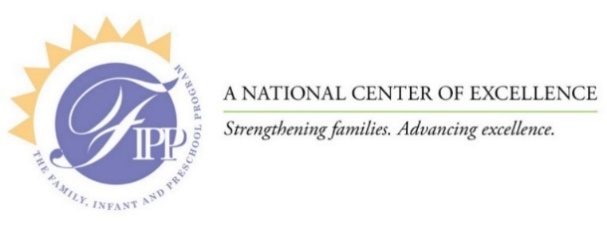 FIPP
THE FAMILY, INFANT AND PRESCHOOL PROGRAM
A NATIONAL CENTER OF EXCELLENCE
Strengthening families. Advancing excellence.